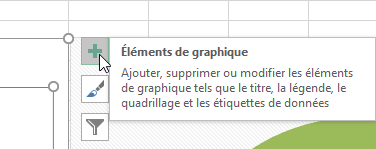 Éléments de graphique
Ajouter, supprimer ou modifier les éléments
de graphique tels que le titre, la légende, le
quadrillage et les étiquettes de données